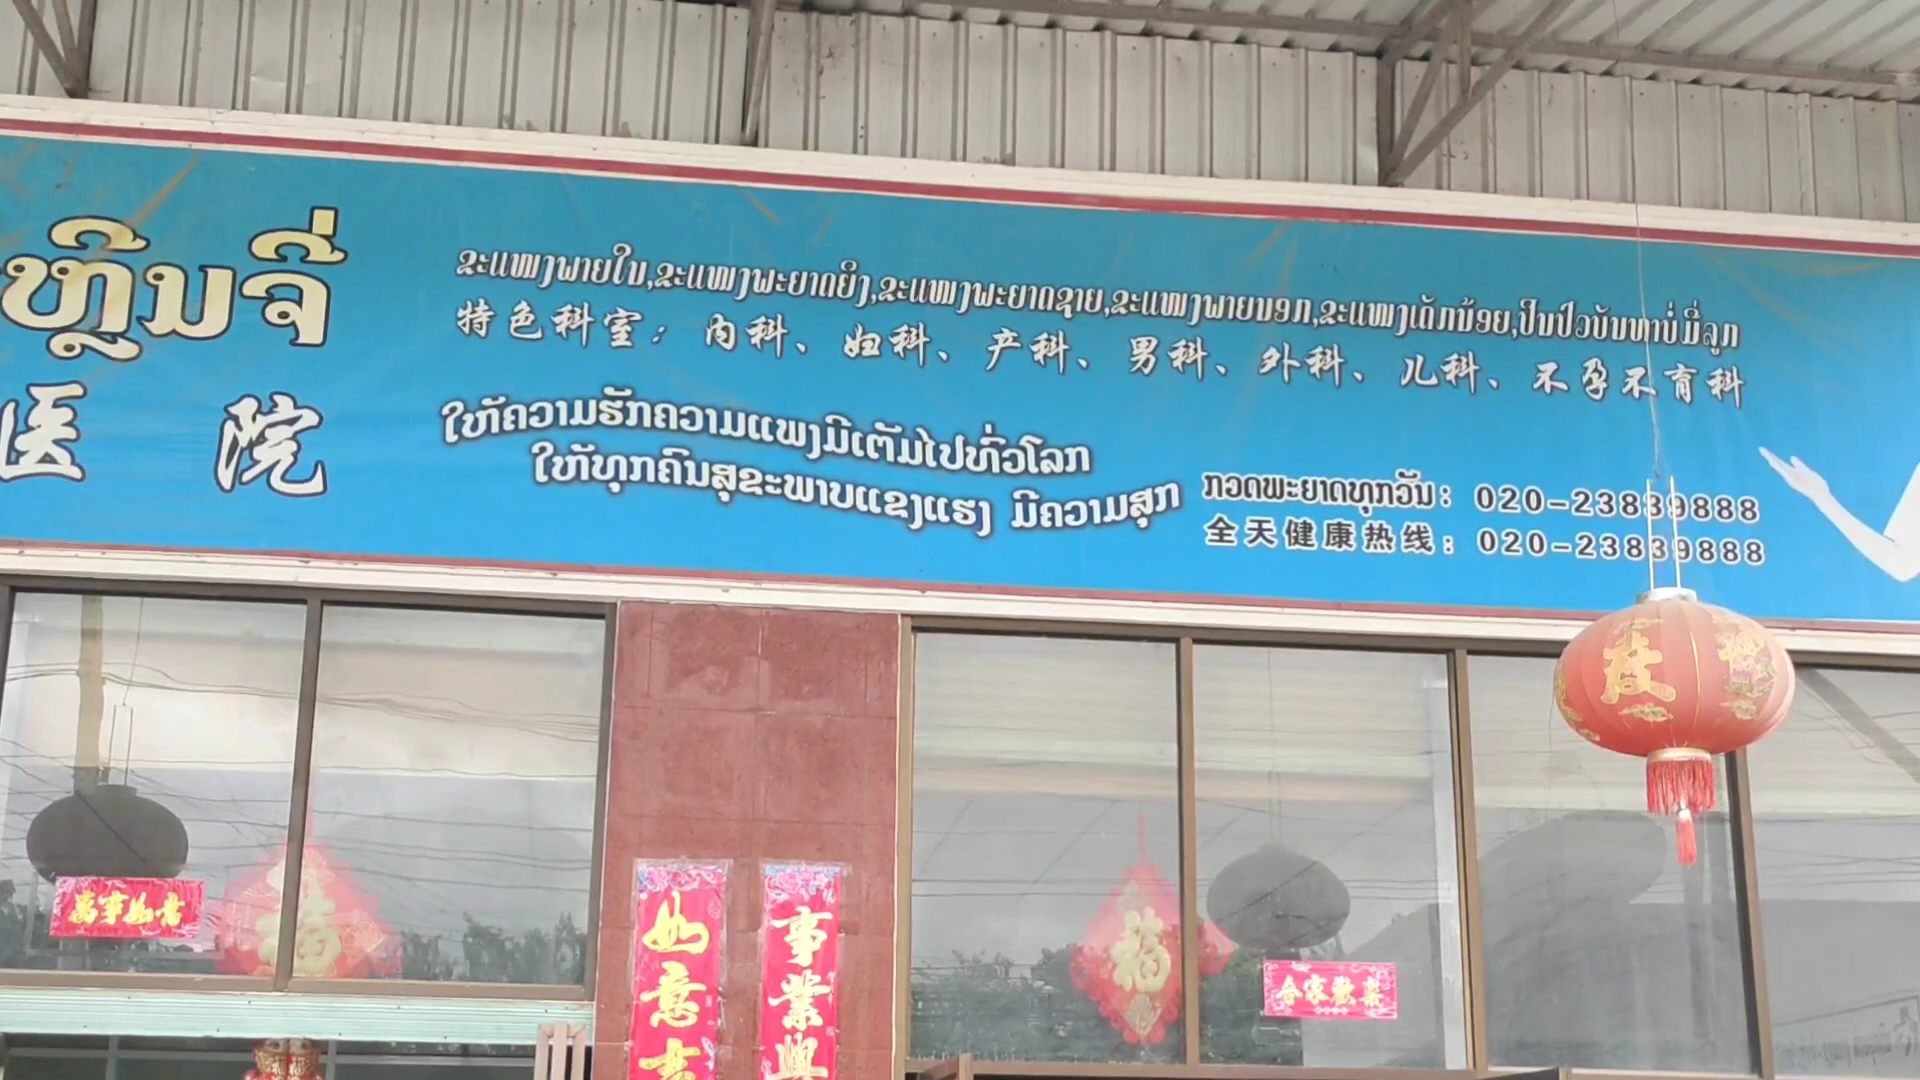 ຫຼິນຈີ່
医 院
ຂະແໜງພາຍໃນ,ຂະແໜງພະຍາດຍິງ,ຂະແໜງພະຍາດຊາຍ,ຂະແໜງພາຍນອກ,ຂະແໜງເດັກນ້ອຍ,ປິ່ນປົວບັນຫາບໍ່ມີລູກ
特色科室：内科、妇科、产科、男科、外科、儿科、不孕不育科
ໃຫ້ຄວາມຮັກຄວາມແພງມີເຕັມໄປທົ່ວໂລກ
ໃຫ້ທຸກຄົນສຸຂະພາບແຂງແຮງ ມີຄວາມສຸກ
ກວດພະຍາດທຸກວັນ: 020-23839888
全天健康热线: 020-23839888
萬事如意
福
如意吉
事業興
福
合家歡樂